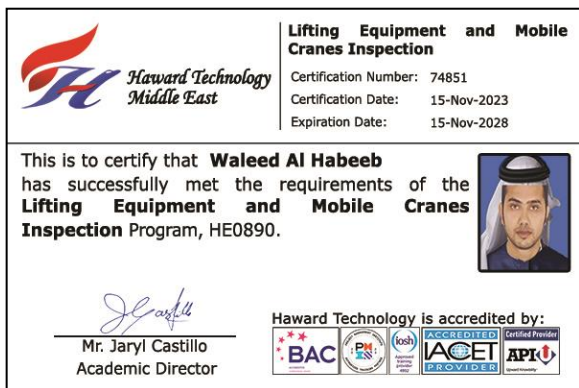 Haward Technology
Middle East
Lifting Equipment and Mobile
Cranes Inspection
Certification Number: 74851
Certification Date: 15-Nov-2023
Expiration Date: 15-Nov-2028
This is to certify that Waleed Al Habeeb
has successfully met the requirements of the
Lifting Equipment and Mobile Cranes
Inspection Program, HE0890.
Mr. Jaryl Castillo
Academic Director
Haward Technology is accredited by:
BAC
iosh
ACCREDITED
IACET
PROVIDER
Certified Provider
API-U